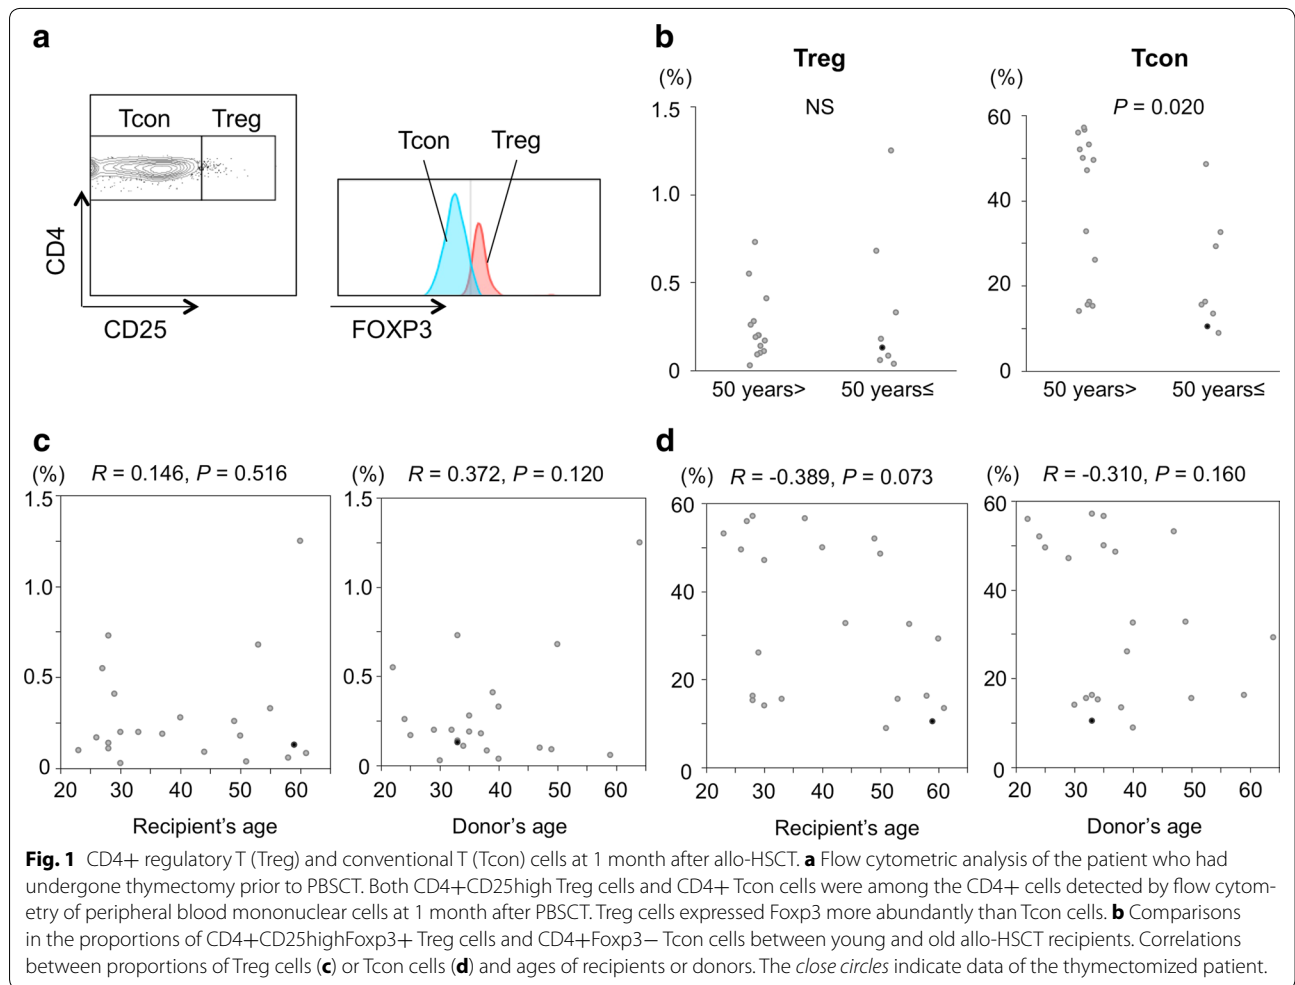 a
Tcon Treg
CD4
CD25
Tcon Treg
FOXP3
b
Treg
(%)
NS
1.5
1.0
0.5
0
50 years> 50 years≤
Tcon
(%)
P = 0.020
60
40
20
0
50 years> 50 years≤
c
(%) R = 0.146, P = 0.516
1.5
1.0
0.5
0
20 30 40 50 60
Recipient's age
(%) R = 0.372, P = 0.120
1.5
1.0
0.5
0
20 30 40 50 60
Donor's age
d
(%) R = -0.389, P = 0.073
60
40
20
0
20 30 40 50 60
Recipient's age
(%) R = -0.310, P = 0.160
60
40
20
0
20 30 40 50 60
Donor's age
Fig. 1 CD4+ regulatory T (Treg) and conventional T (Tcon) cells at 1 month after allo-HSCT. a Flow cytometric analysis of the patient who had
undergone thymectomy prior to PBSCT. Both CD4+CD25high Treg cells and CD4+ Tcon cells were among the CD4+ cells detected by flow cytom-
etry of peripheral blood mononuclear cells at 1 month after PBSCT. Treg cells expressed Foxp3 more abundantly than Tcon cells. b Comparisons
in the proportions of CD4+CD25highFoxp3+ Treg cells and CD4+Foxp3− Tcon cells between young and old allo-HSCT recipients. Correlations
between proportions of Treg cells (c) or Tcon cells (d) and ages of recipients or donors. The close circles indicate data of the thymectomized patient.